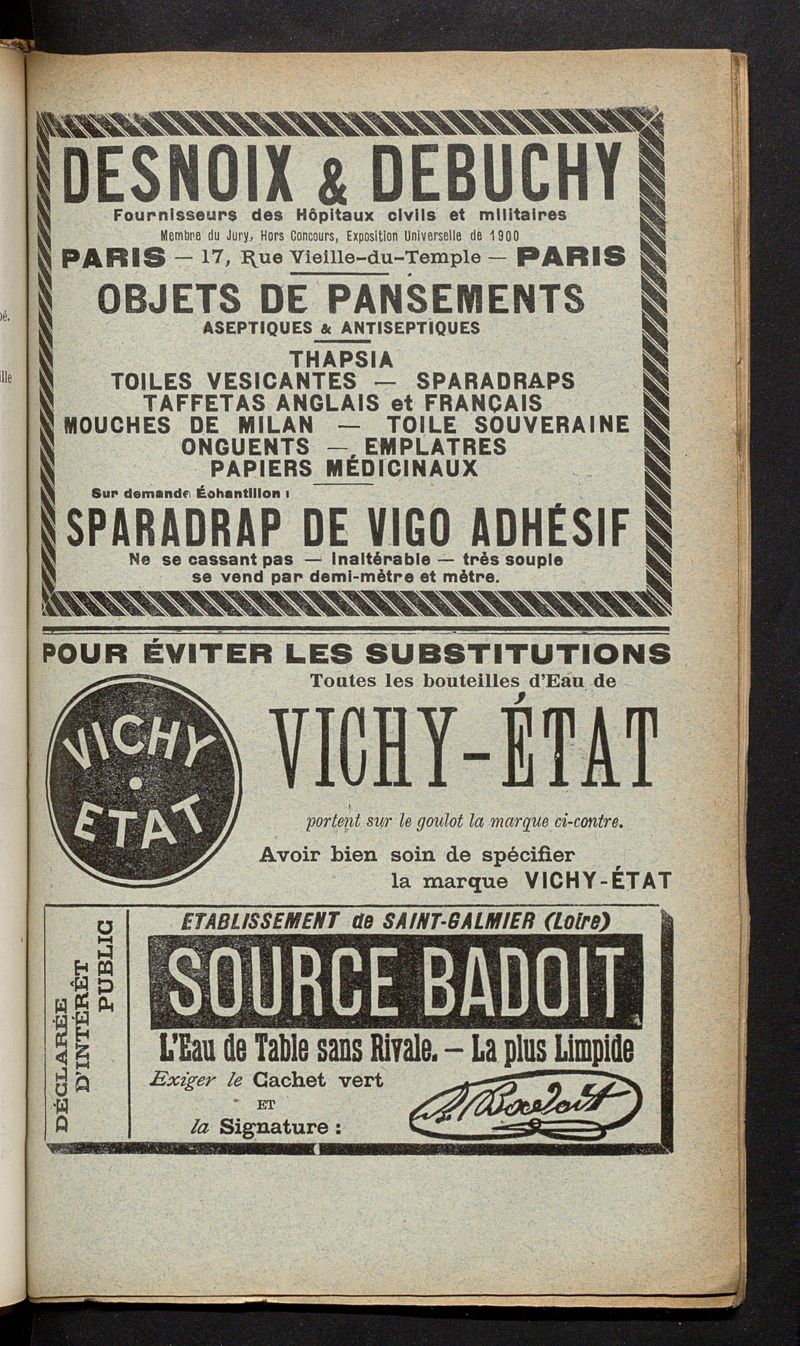 DESNOIX & DEBUCHY
Fournisseurs des Hôpitaux civils et militaires
Membre du Jury, Hors Concours, Exposition Universelle de 1900
PARIS — 17, Rue Vieille-du-Temple — PARIS
OBJETS DE PANSEMENTS
ASEPTIQUES & ANTISEPTIQUES
THAPSIA
TOILES VESICANTES — SPARADRAPS
TAFFETAS ANGLAIS et FRANÇAIS
MOUCHES DE MILAN — TOILE SOUVERAINE
ONGUENTS — EMPLATRES
PAPIERS MÉDICINAUX
Sur demande Échantillon :
SPARADRAP DE VIGO ADHÉSIF
Ne se cassant pas — Inaltérable — très souple
se vend par demi-mètre et mètre.
POUR ÉVITER LES SUBSTITUTIONS
Toutes les bouteilles d'Eau de
VICHY-ÉTAT
portent sur le goulot la marque ci-contre.
Avoir bien soin de spécifier
la marque VICHY-ÉTAT
VICHY
ETAT
DÉCLARÉE
D'INTÉRÊT
PUBLIC
ETABLISSEMENT de SAINT-GALMIER (Loire)
SOURCE BADOIT
L'Eau de Table sans Rivale. — La plus Limpide
Exiger le Cachet vert
ET
la Signature :
Badoit